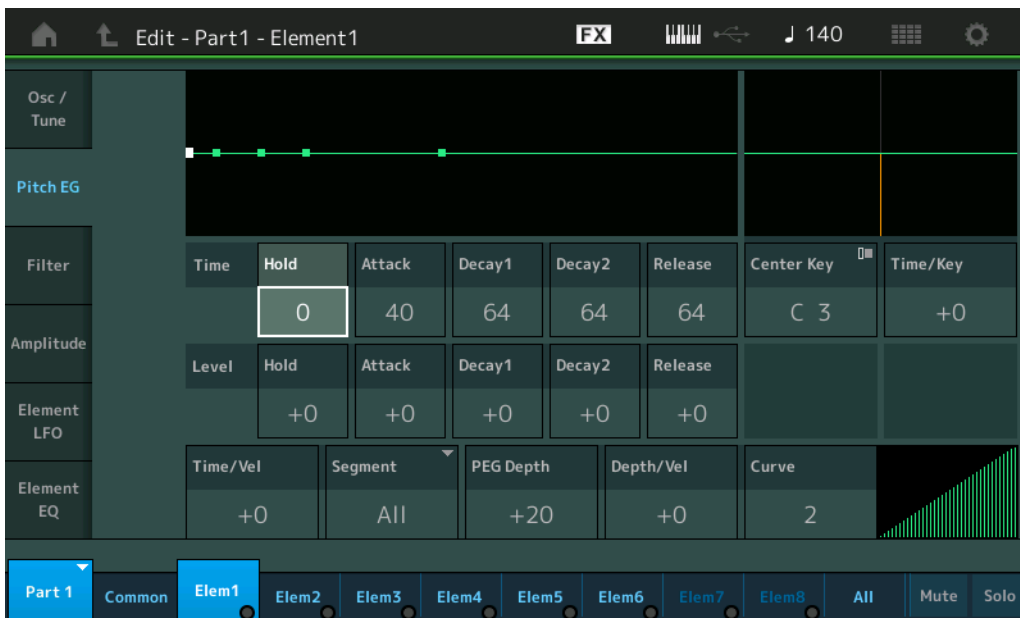 Edit - Part1 - Element1 FX ♩ 140
Osc /
Tune
Pitch EG
Filter
Amplitude
Element
LFO
Element
EQ
Time Hold Attack Decay1 Decay2 Release Center Key Time/Key
0 40 64 64 64 C 3 +0
Level Hold Attack Decay1 Decay2 Release
+0 +0 +0 +0 +0
Time/Vel Segment PEG Depth Depth/Vel Curve
+0 All +20 +0 2
Part 1 Common Elem1 Elem2 Elem3 Elem4 Elem5 Elem6 Elem7 Elem8 All Mute Solo